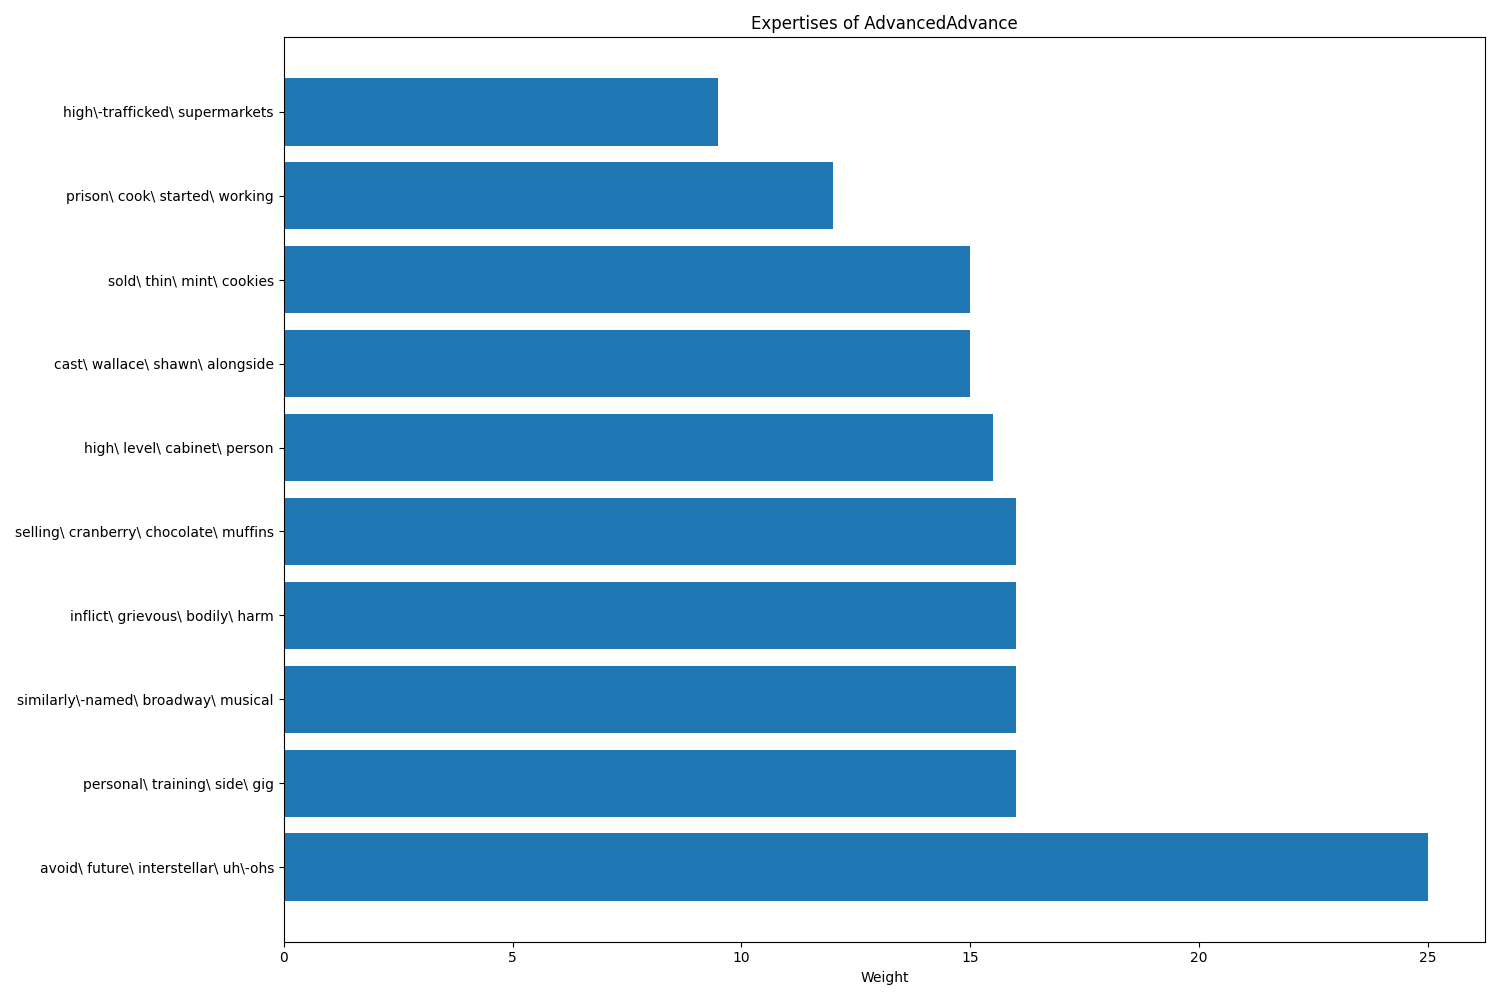 Expertises of AdvancedAdvance
high\-trafficked\ supermarkets
prison\ cook\ started\ working
sold\ thin\ mint\ cookies
cast\ wallace\ shawn\ alongside
high\ level\ cabinet\ person
selling\ cranberry\ chocolate\ muffins
inflict\ grievous\ bodily\ harm
similarly\-named\ broadway\ musical
personal\ training\ side\ gig
avoid\ future\ interstellar\ uh\-ohs
0 5 10 15 20 25
Weight